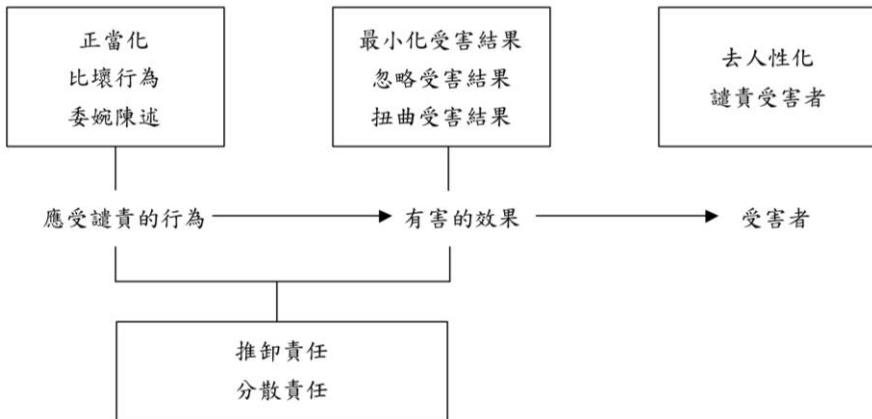 正當化
比壞行為
委婉陳述
最小化受害結果
忽略受害結果
扭曲受害結果
去人性化
譴責受害者
應受譴責的行為
有害的效果
受害者
推卸責任
分散責任